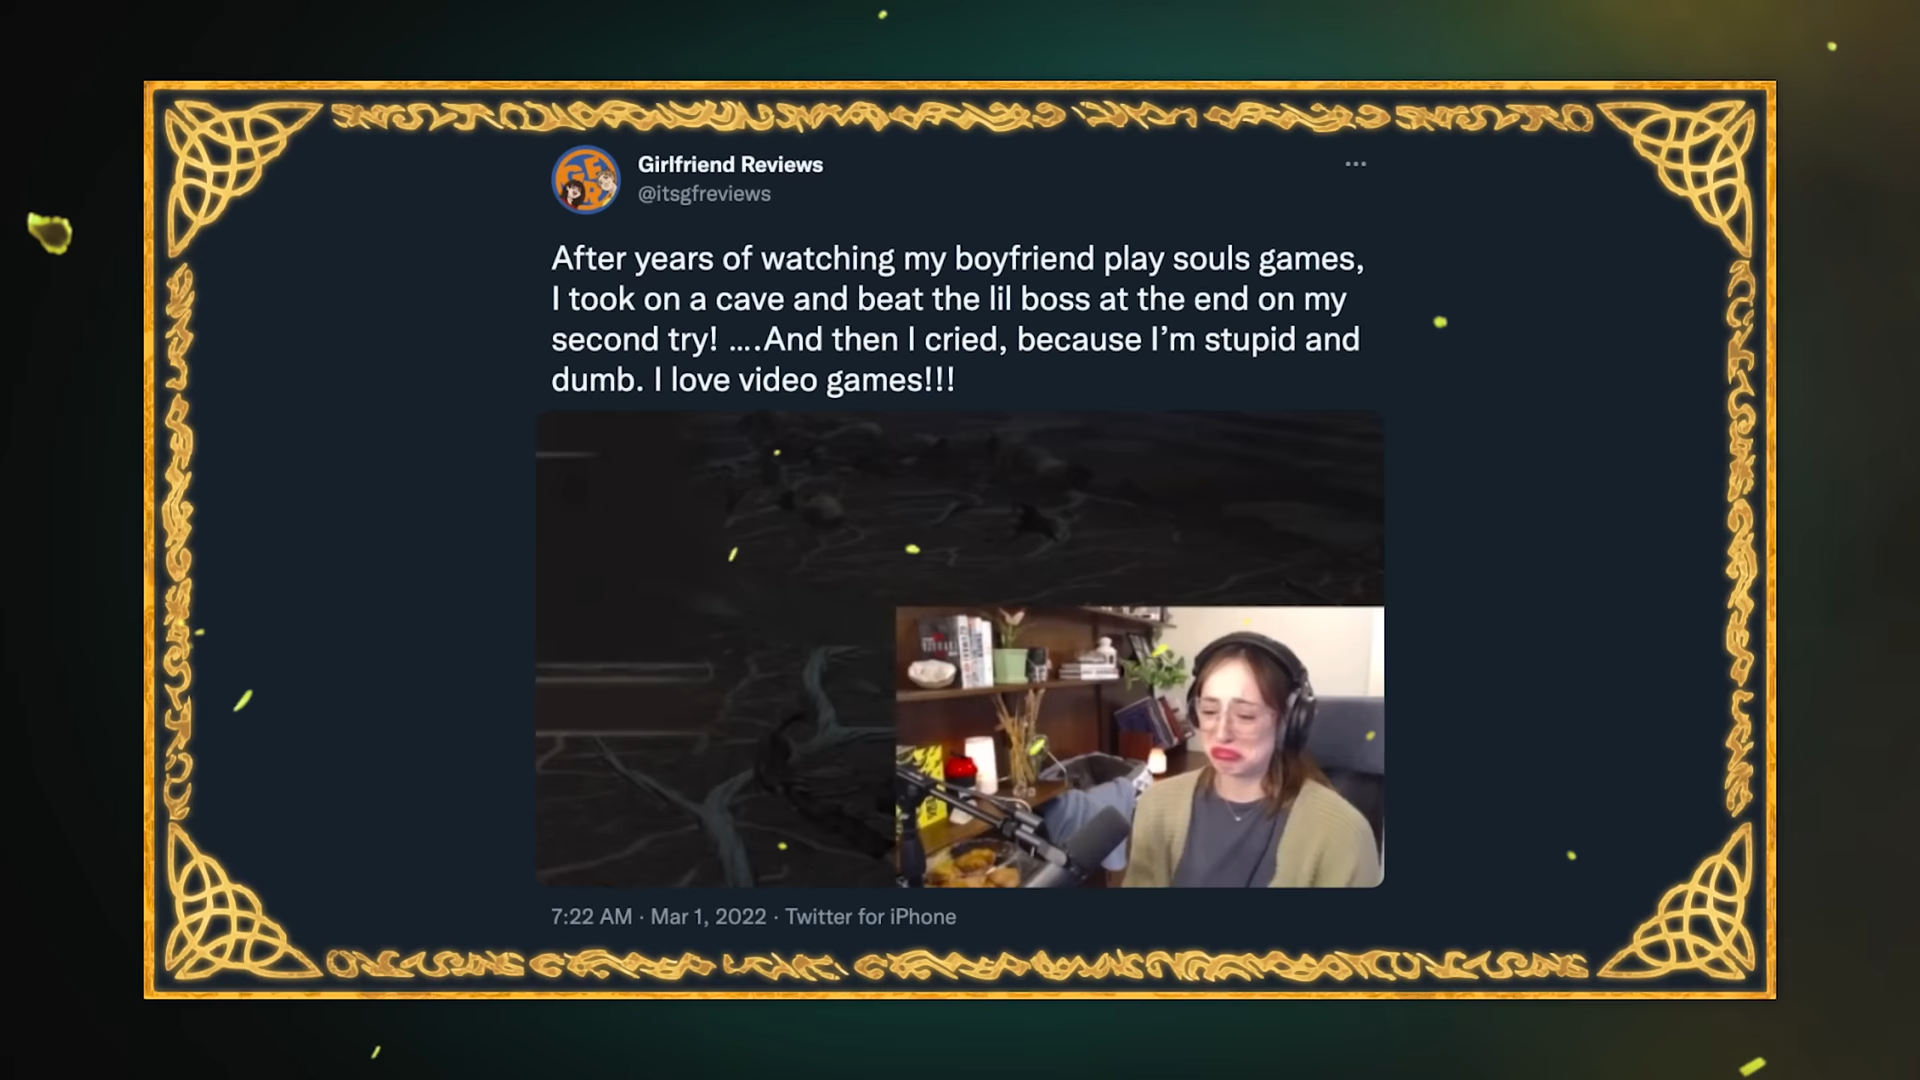 Girlfriend Reviews
@itsgfreviews
After years of watching my boyfriend play souls games,
I took on a cave and beat the lil boss at the end on my
second try! ....And then I cried, because I’m stupid and
dumb. I love video games!!!
7:22 AM · Mar 1, 2022 · Twitter for iPhone